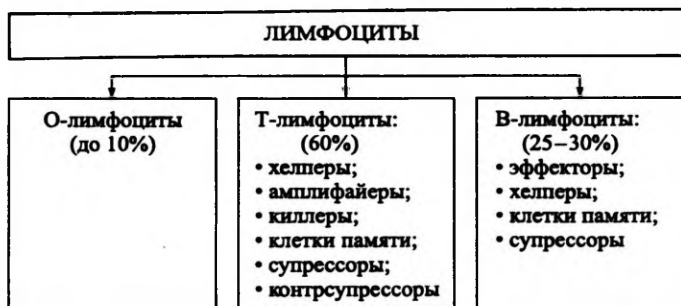 ЛИМФОЦИТЫ
О-лимфоциты
(до 10%)
Т-лимфоциты:
(60%)
• хелперы;
• амплифайеры;
• киллеры;
• клетки памяти;
• супрессоры;
• контрсупрессоры
В-лимфоциты:
(25–30%)
• эффекторы;
• хелперы;
• клетки памяти;
• супрессоры